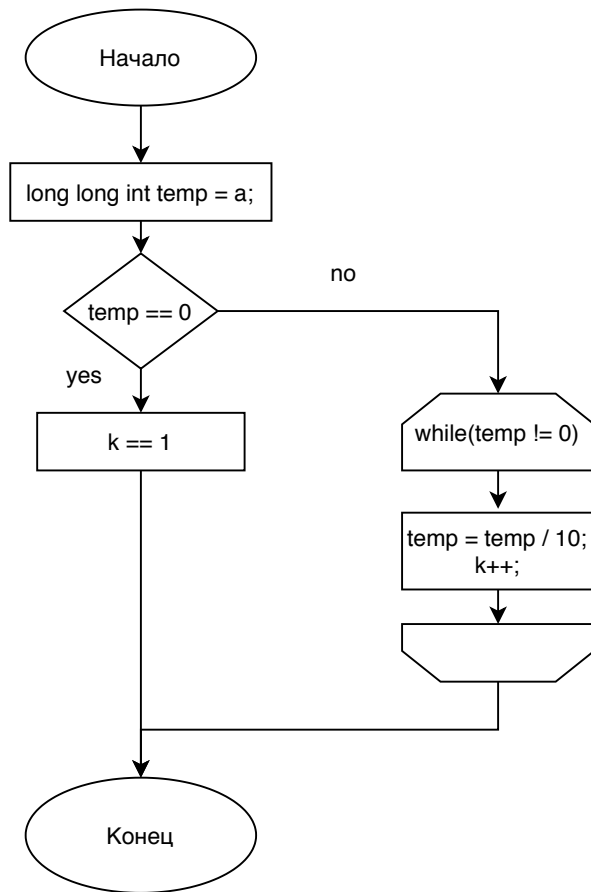 Начало
long long int temp = a;
temp == 0
no
yes
k == 1
while(temp != 0)
temp = temp / 10;
k++;
Конец